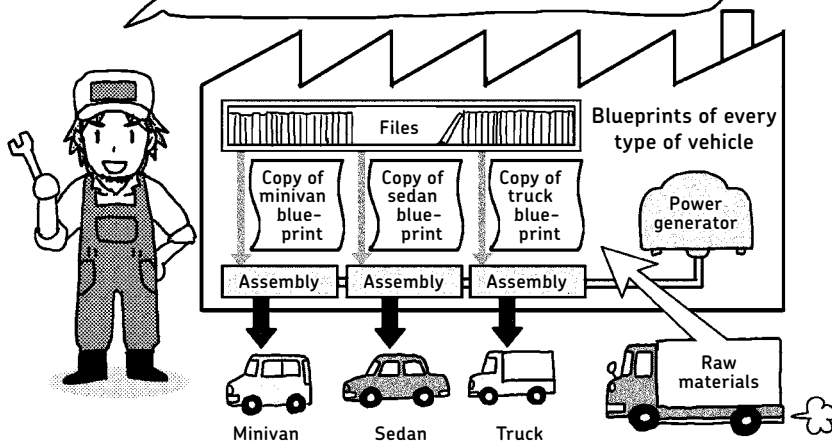 Files
Blueprints of every
type of vehicle
Copy of
minivan
blue-
print
Copy of
sedan
blue-
print
Copy of
truck
blue-
print
Power
generator
Assembly
Assembly
Assembly
Raw
materials
Minivan
Sedan
Truck